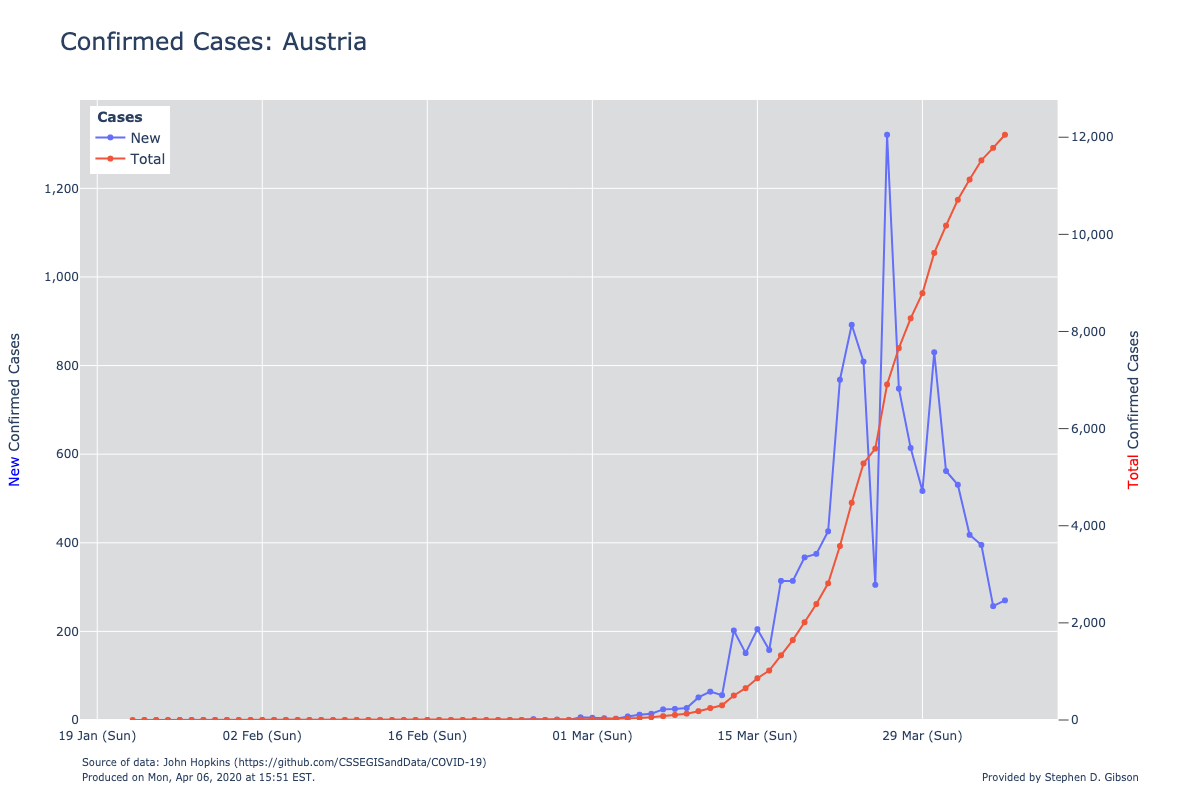 Confirmed Cases: Austria
Cases
New
Total
1,200
1,000
800
600
400
200
0
12,000
10,000
8,000
6,000
4,000
2,000
0
New Confirmed Cases
Total Confirmed Cases
19 Jan (Sun) 02 Feb (Sun) 16 Feb (Sun) 01 Mar (Sun) 15 Mar (Sun) 29 Mar (Sun)
Source of data: John Hopkins (https://github.com/CSSEGISandData/COVID-19)
Produced on Mon, Apr 06, 2020 at 15:51 EST.
Provided by Stephen D. Gibson